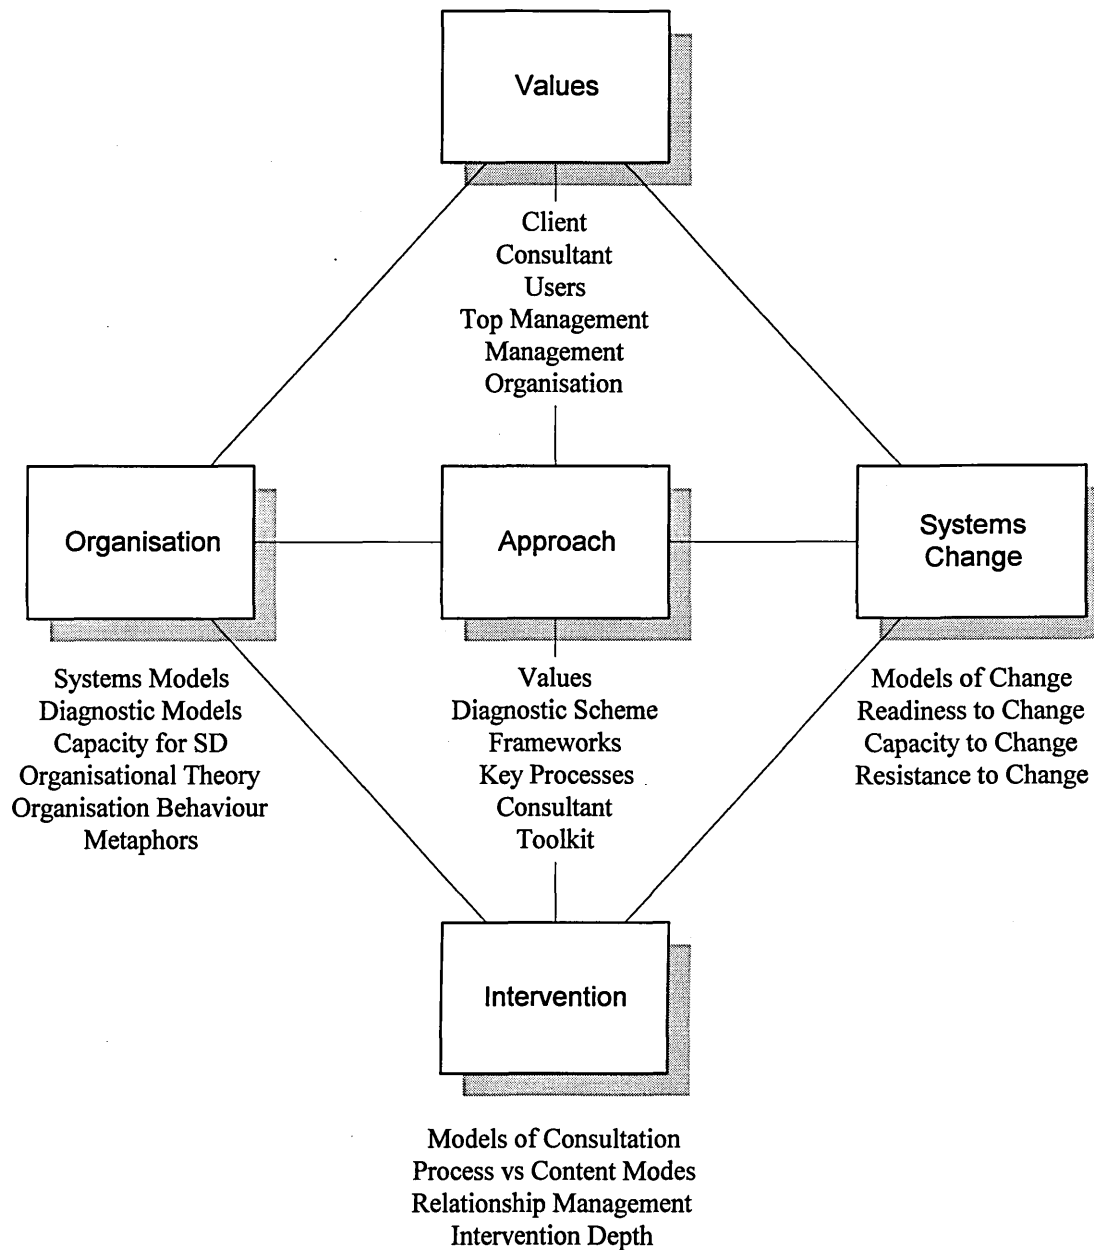 Values
Client
Consultant
Users
Top Management
Management
Organisation
Organisation
Approach
Systems
Change
Systems Models
Diagnostic Models
Capacity for SD
Organisational Theory
Organisation Behaviour
Metaphors
Values
Diagnostic Scheme
Frameworks
Key Processes
Consultant
Toolkit
Models of Change
Readiness to Change
Capacity to Change
Resistance to Change
Intervention
Models of Consultation
Process vs Content Modes
Relationship Management
Intervention Depth